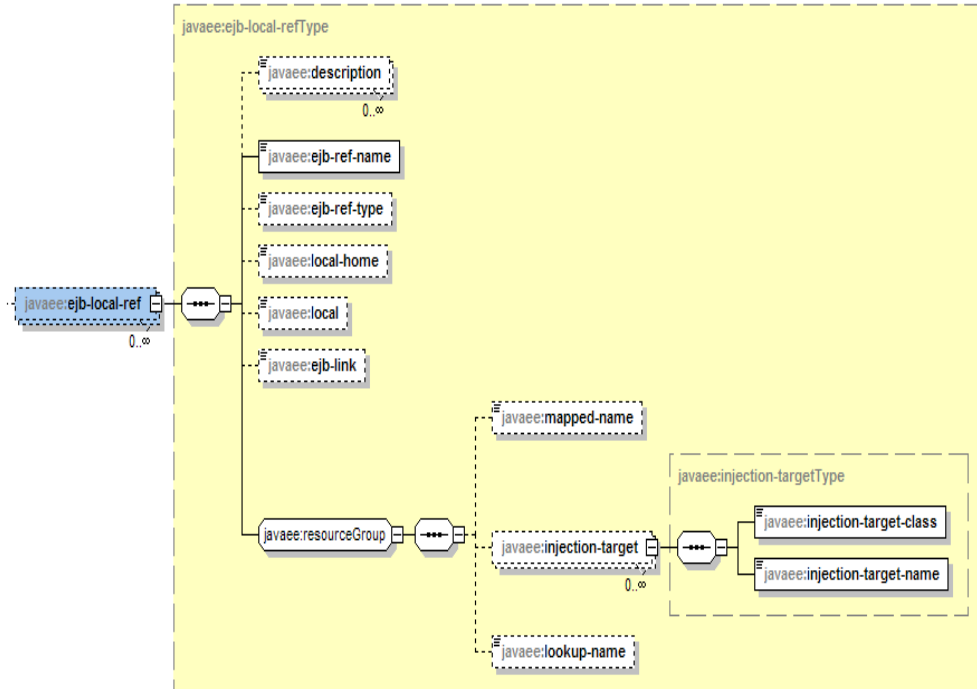 javaee:ejb-local-refType
javaee:description
0..∞
javaee:ejb-ref-name
javaee:ejb-ref-type
javaee:local-home
javaee:ejb-local-ref
0..∞
javaee:local
javaee:ejb-link
javaee:mapped-name
javaee:injection-targetType
javaee:injection-target-class
javaee:resourceGroup
javaee:injection-target
0..∞
javaee:injection-target-name
javaee:lookup-name